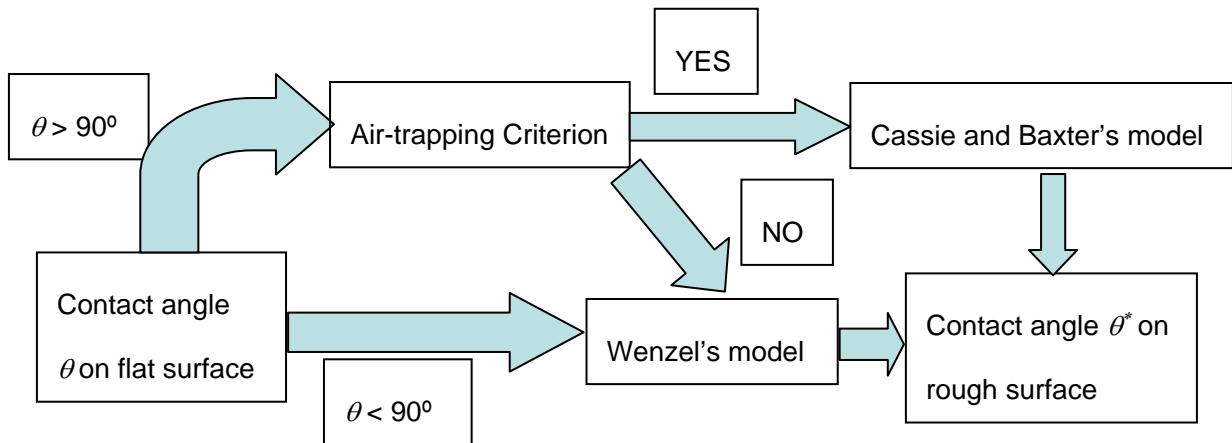 YES
θ > 90º
Air-trapping Criterion
Cassie and Baxter’s model
NO
Contact angle
θ on flat surface
Wenzel’s model
Contact angle θ* on
rough surface
θ < 90º